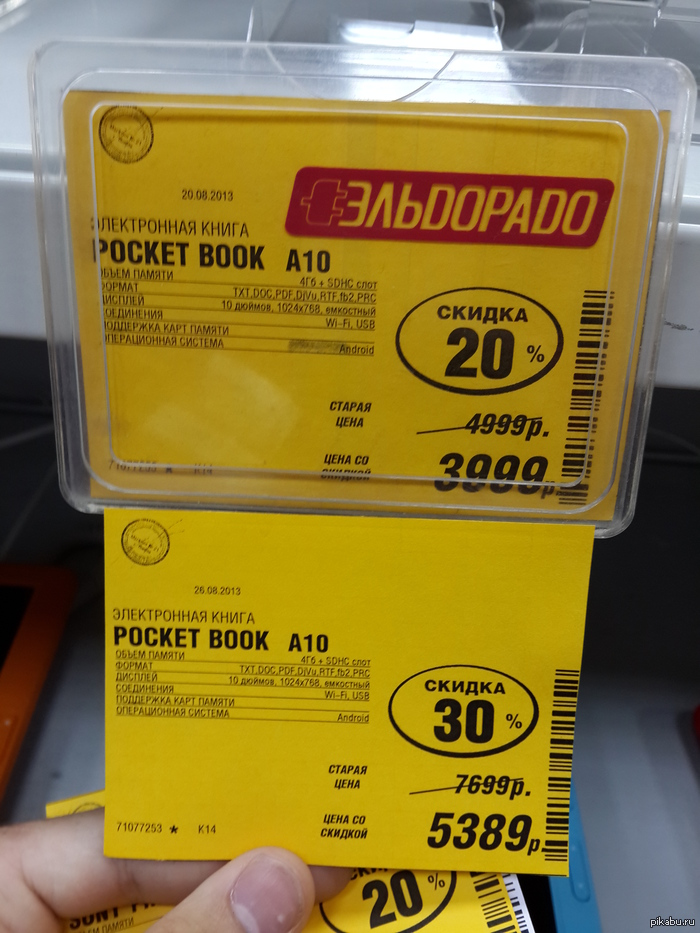 20.08.2013
ЭЛЬДОРАДО
ЭЛЕКТРОННАЯ КНИГА
POCKET BOOK A10
ОБЪЕМ ПАМЯТИ 4Гб + SDHC слот
ФОРМАТ TXT,DOC,PDF,DjVu,RTF,fb2,PRC
ДИСПЛЕЙ 10 дюймов, 1024x768, емкостный
СОЕДИНЕНИЯ Wi-Fi, USB
ПОДДЕРЖКА КАРТ ПАМЯТИ
ОПЕРАЦИОННАЯ СИСТЕМА Android
СКИДКА
20 %
СТАРАЯ
ЦЕНА 4999р.
ЦЕНА СО
СКИДКОЙ 3999р
71077253 ★ K14
26.08.2013
ЭЛЕКТРОННАЯ КНИГА
POCKET BOOK A10
ОБЪЕМ ПАМЯТИ 4Гб + SDHC слот
ФОРМАТ TXT,DOC,PDF,DjVu,RTF,fb2,PRC
ДИСПЛЕЙ 10 дюймов, 1024x768, емкостный
СОЕДИНЕНИЯ Wi-Fi, USB
ПОДДЕРЖКА КАРТ ПАМЯТИ
ОПЕРАЦИОННАЯ СИСТЕМА Android
СКИДКА
30 %
СТАРАЯ
ЦЕНА 7699р.
ЦЕНА СО
СКИДКОЙ 5389р
71077253 ★ K14
20 %
SONY
ПАМЯТИ
pikabu.ru